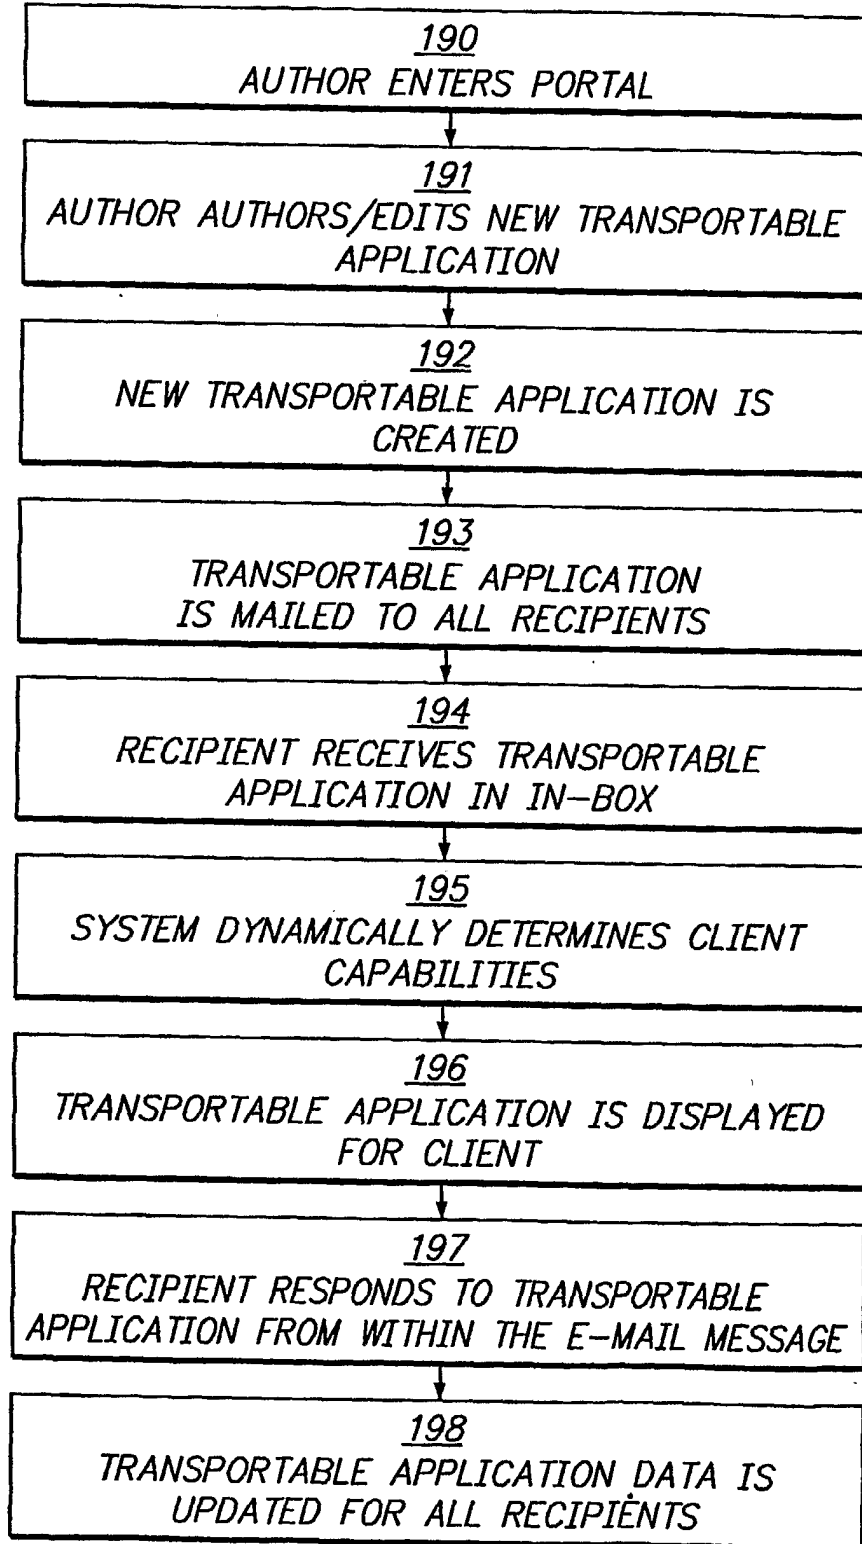 190
AUTHOR ENTERS PORTAL
191
AUTHOR AUTHORS/EDITS NEW TRANSPORTABLE
APPLICATION
192
NEW TRANSPORTABLE APPLICATION IS
CREATED
193
TRANSPORTABLE APPLICATION
IS MAILED TO ALL RECIPIENTS
194
RECIPIENT RECEIVES TRANSPORTABLE
APPLICATION IN IN-BOX
195
SYSTEM DYNAMICALLY DETERMINES CLIENT
CAPABILITIES
196
TRANSPORTABLE APPLICATION IS DISPLAYED
FOR CLIENT
197
RECIPIENT RESPONDS TO TRANSPORTABLE
APPLICATION FROM WITHIN THE E-MAIL MESSAGE
198
TRANSPORTABLE APPLICATION DATA IS
UPDATED FOR ALL RECIPIENTS